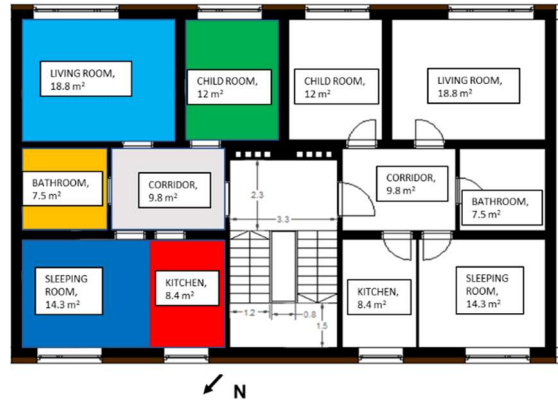 LIVING ROOM,
18.8 m²
CHILD ROOM,
12 m²
CHILD ROOM,
12 m²
LIVING ROOM,
18.8 m²
BATHROOM,
7.5 m²
CORRIDOR,
9.8 m²
2.3
3.3
CORRIDOR,
9.8 m²
BATHROOM,
7.5 m²
SLEEPING
ROOM,
14.3 m²
KITCHEN,
8.4 m²
1.2
0.8
1.5
KITCHEN,
8.4 m²
SLEEPING
ROOM,
14.3 m²
N